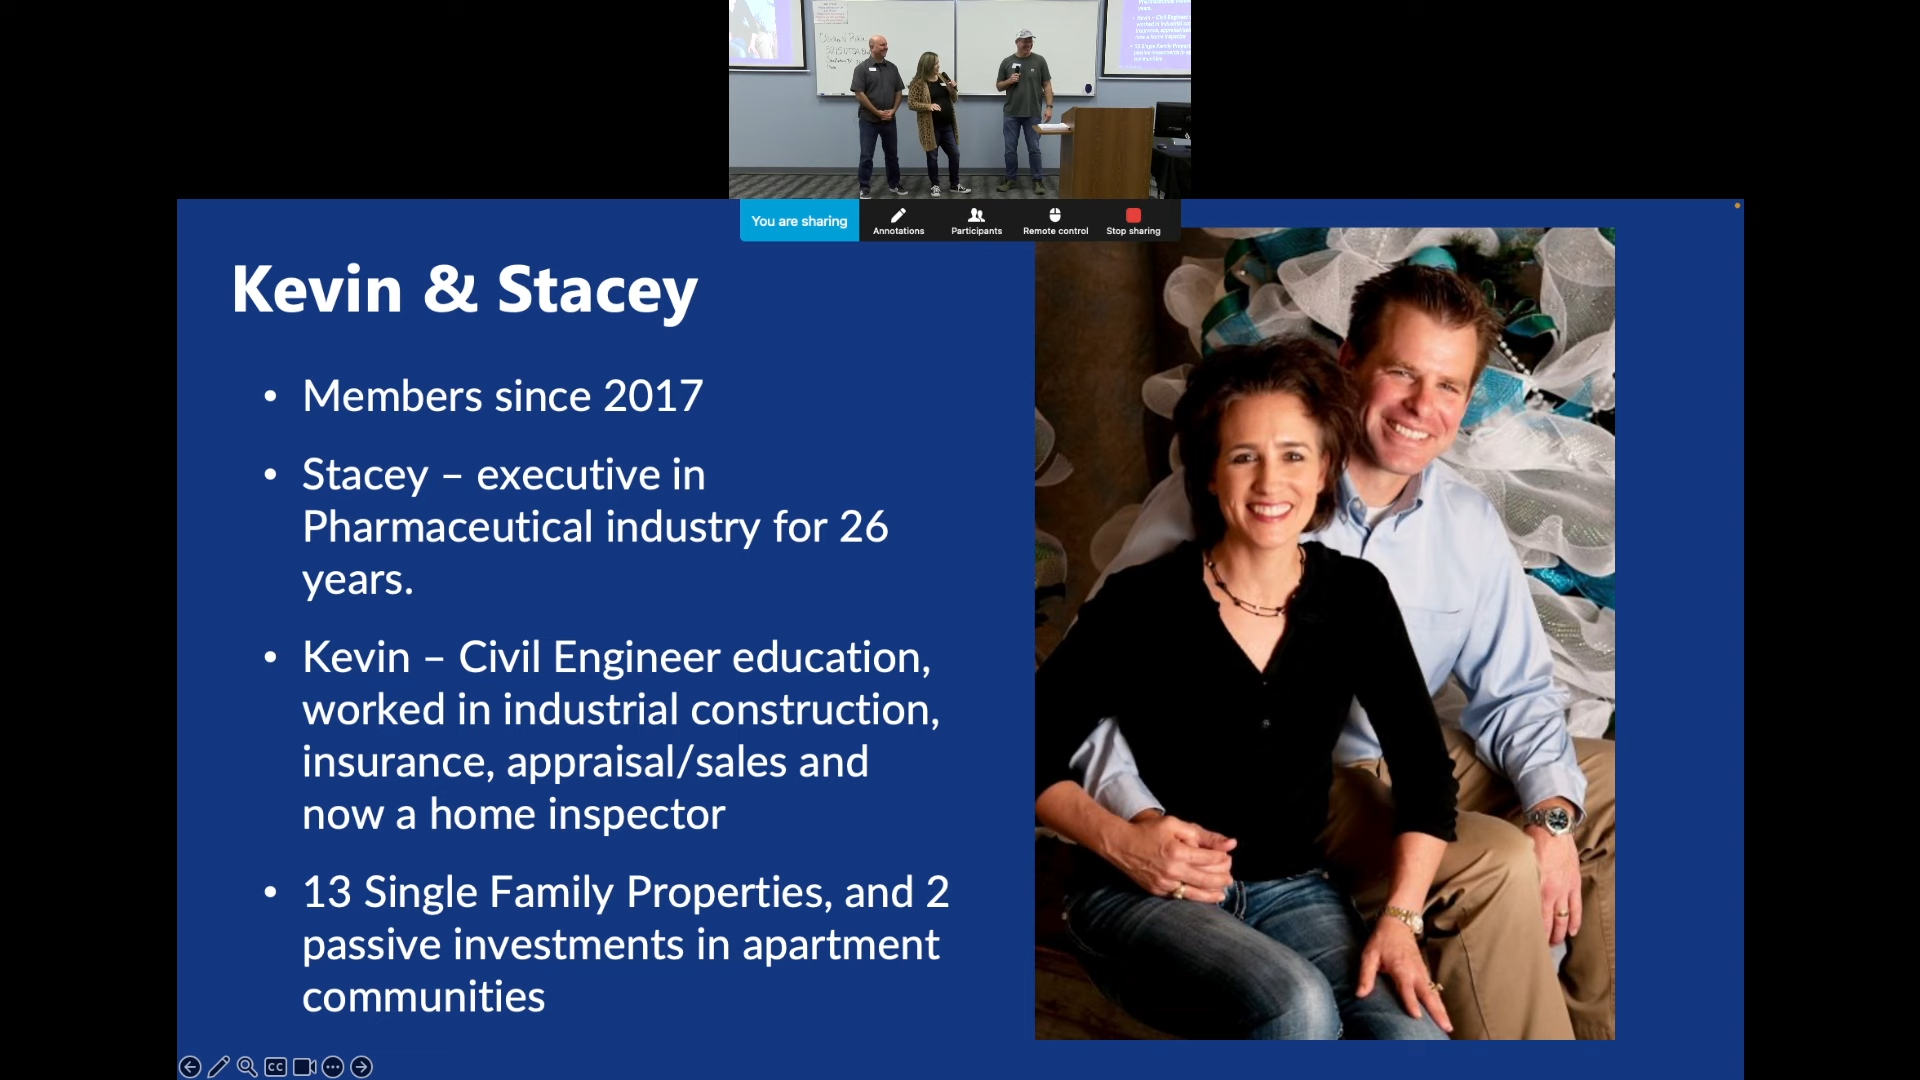 You are sharing
Annotations
Participants
Remote control
Stop sharing
Kevin & Stacey
• Members since 2017
• Stacey – executive in
Pharmaceutical industry for 26
years.
• Kevin – Civil Engineer education,
worked in industrial construction,
insurance, appraisal/sales and
now a home inspector
• 13 Single Family Properties, and 2
passive investments in apartment
communities
CC